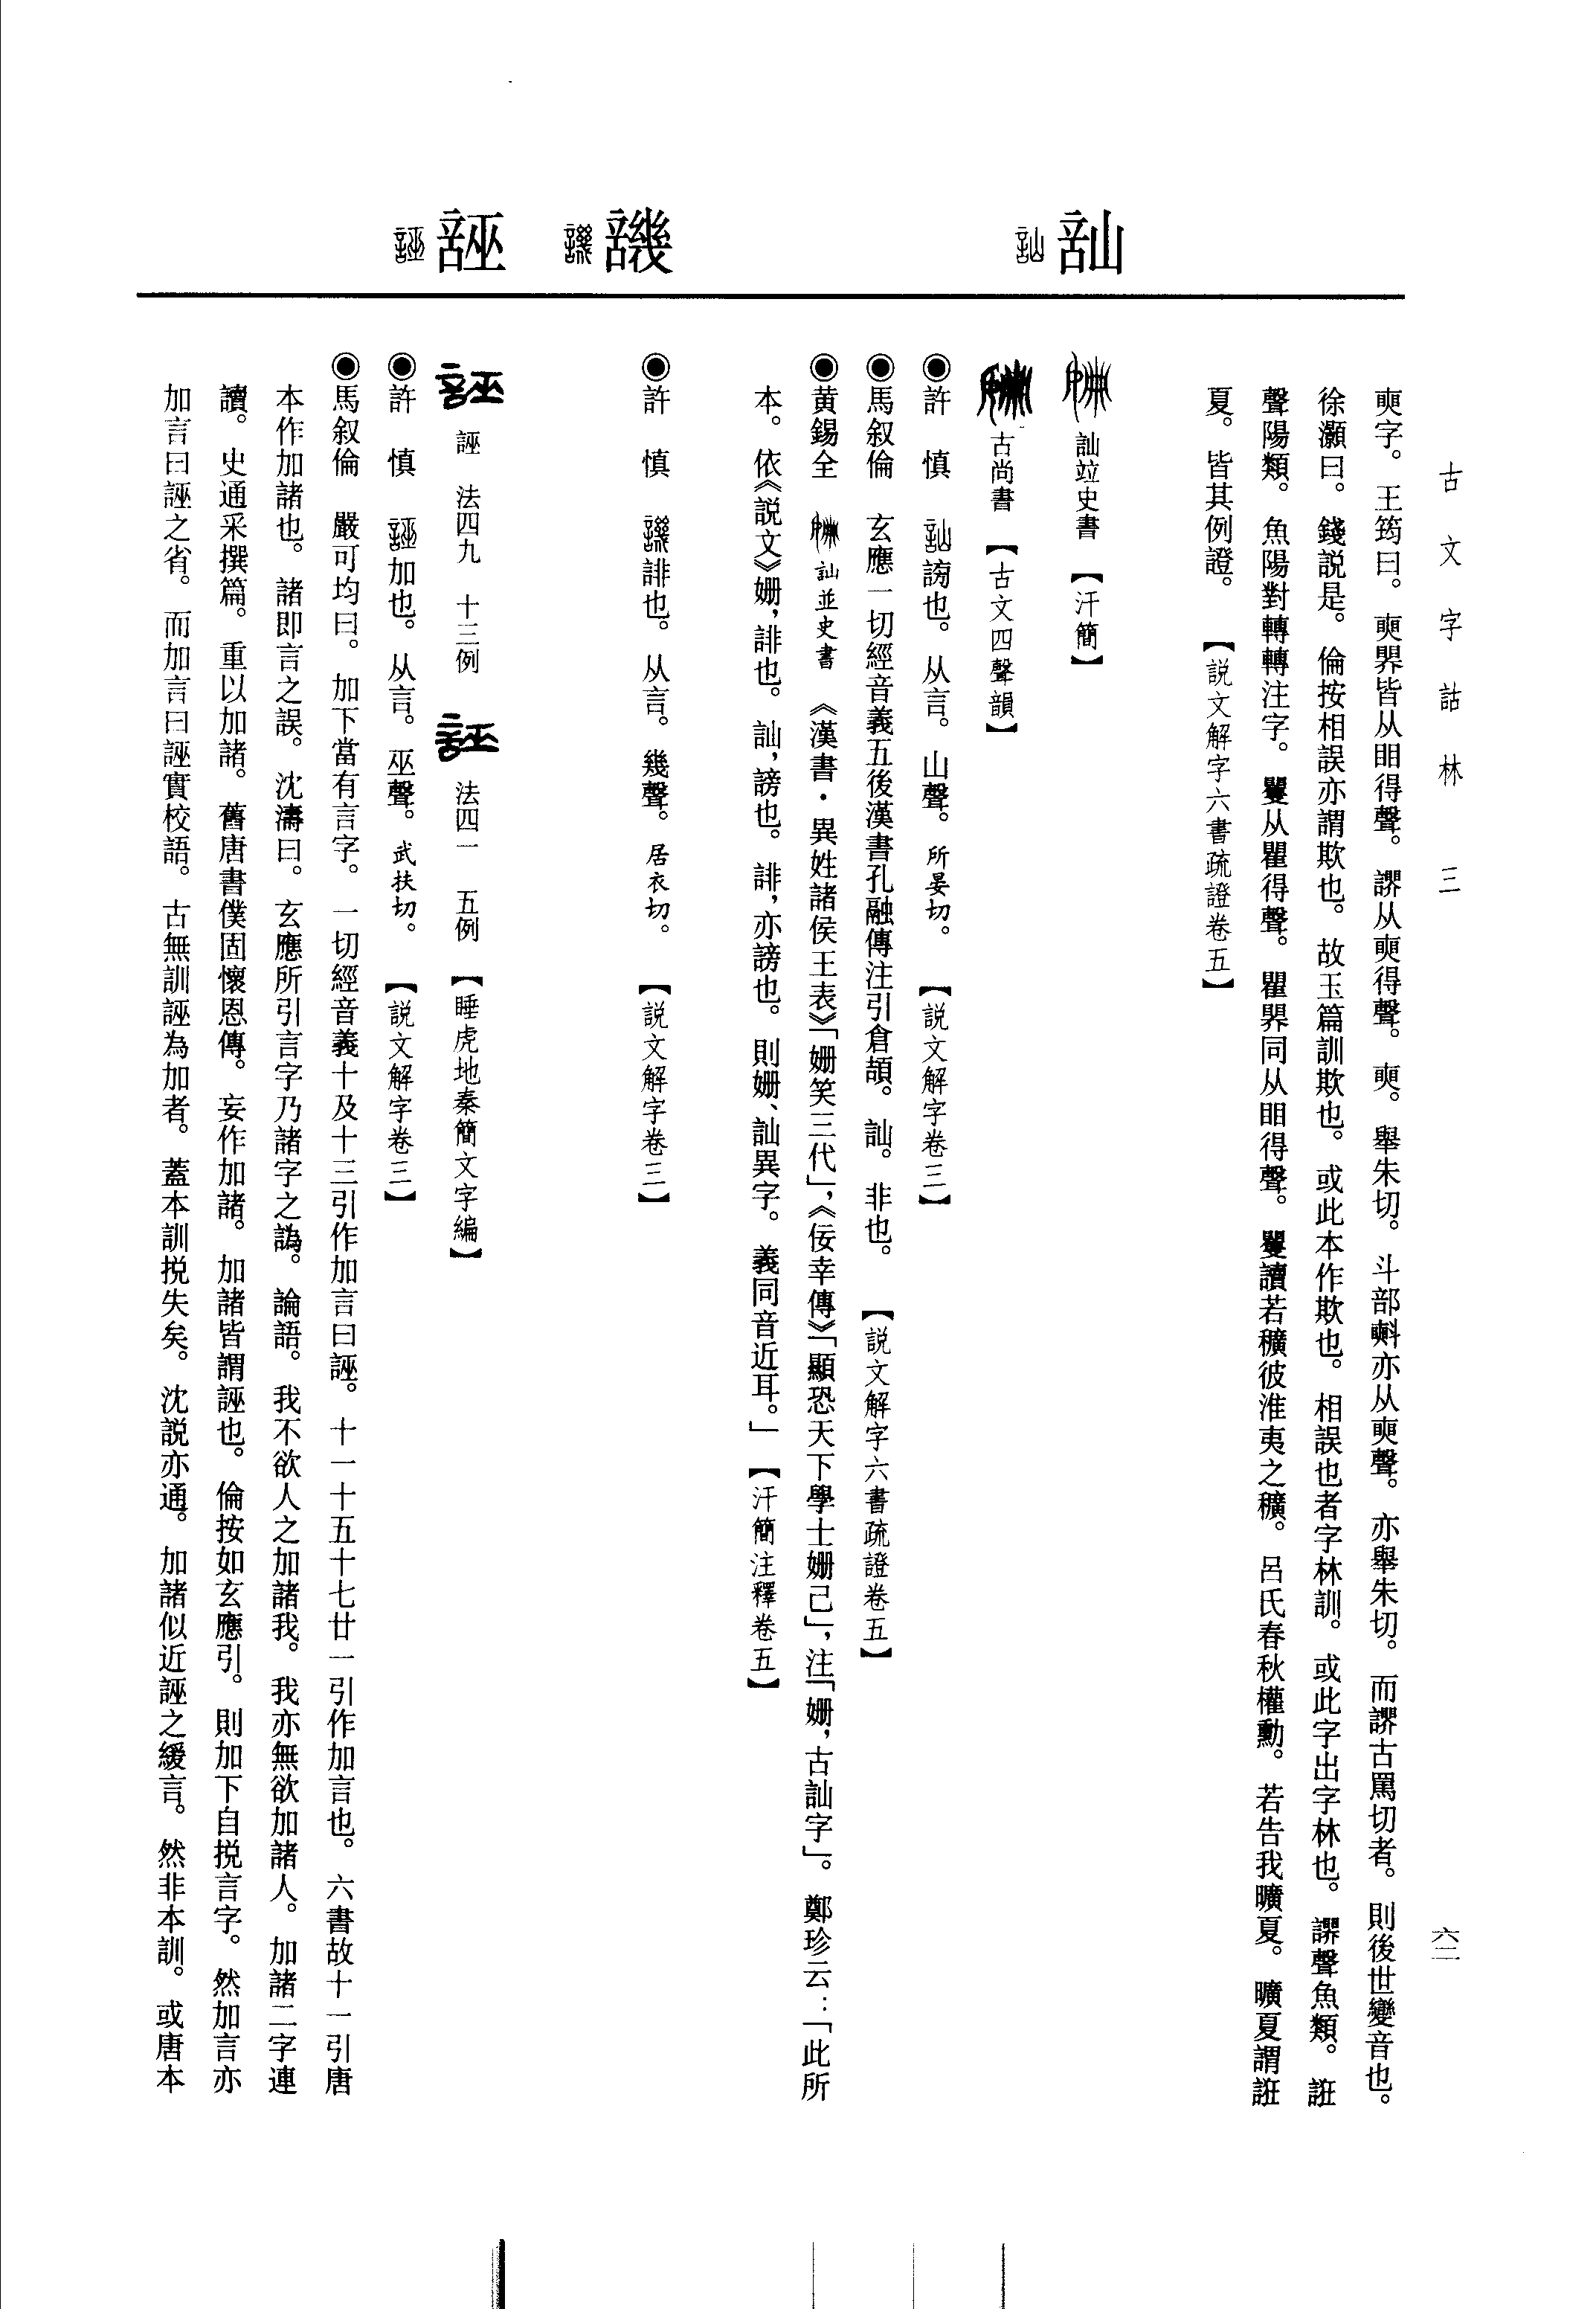 古文字詁林 三
六二
訕
譏
誣
奭字。王筠曰。奭界皆从䀠得聲。謬从奭得聲。奭。舉朱切。斗部斞亦从奭聲。亦舉朱切。而謬古罵切者。則後世變音也。
徐灝曰。錢説是。倫按相誤亦謂欺也。故玉篇訓欺也。或此本作欺也。相誤也者字林訓。或此字出字林也。聲魚類。誑
聲陽類。魚陽對轉轉注字。矍从瞿得聲。瞿界同从䀠得聲。矍讀若穬彼淮夷之穬。呂氏春秋權勳。若告我曠夏。曠夏謂誑
夏。皆其例證。【説文解字六書疏證卷五】
訕竝史書【汗簡】
古尚書【古文四聲韻】
◉許 慎 訕謗也。从言。山聲。所晏切。【説文解字卷三】
◉馬叙倫 玄應一切經音義五後漢書孔融傳注引倉頡。訕。非也。【説文解字六書疏證卷五】
◉黄錫全 訕並史書 《漢書·異姓諸侯王表》「姍笑三代」，《佞幸傳》「顯恐天下學士姍己」，注「姍，古訕字」。鄭珍云：「此所
本。依《説文》姍，誹也。訕，謗也。誹，亦謗也。則姍、訕異字。義同音近耳。」【汗簡注釋卷五】
◉許 慎 譏誹也。从言。幾聲。居衣切。【説文解字卷三】
誣 法四九 十三例 法四一 五例【睡虎地秦簡文字編】
◉許 慎 誣加也。从言。巫聲。武扶切。【説文解字卷三】
◉馬叙倫 嚴可均曰。加下當有言字。一切經音義十及十三引作加言曰誣。十一十五十七廿一引作加言也。六書故十一引唐
本作加諸也。諸即言之誤。沈濤曰。玄應所引言字乃諸字之譌。論語。我不欲人之加諸我。我亦無欲加諸人。加諸二字連
讀。史通采撰篇。重以加諸。舊唐書僕固懷恩傳。妄作加諸。加諸皆謂誣也。倫按如玄應引。則加下自挩言字。然加言亦
加言曰誣之省。而加言曰誣實校語。古無訓誣為加者。蓋本訓挩失矣。沈説亦通。加諸似近誣之緩言。然非本訓。或唐本